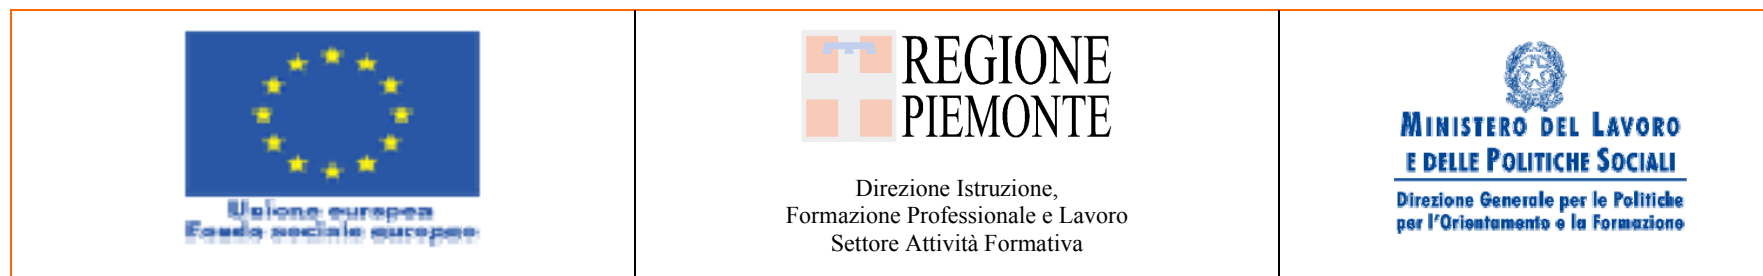 Unione europea
Fondo sociale europeo
REGIONE
PIEMONTE
Direzione Istruzione,
Formazione Professionale e Lavoro
Settore Attività Formativa
MINISTERO DEL LAVORO
E DELLE POLITICHE SOCIALI
Direzione Generale per le Politiche
per l'Orientamento e la Formazione